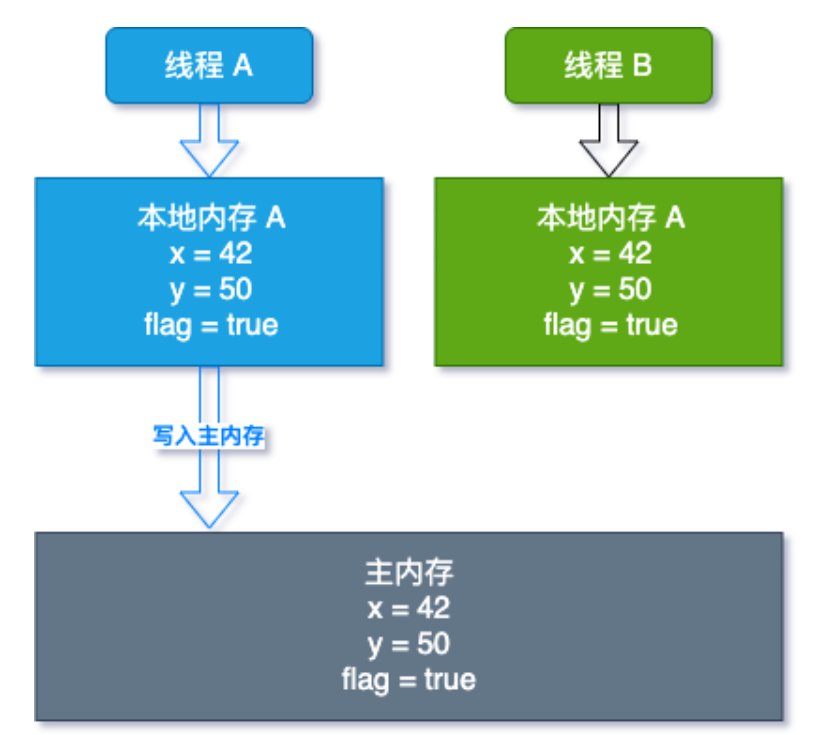 线程 A
线程 B
本地内存 A
x = 42
y = 50
flag = true
本地内存 A
x = 42
y = 50
flag = true
写入主内存
主内存
x = 42
y = 50
flag = true